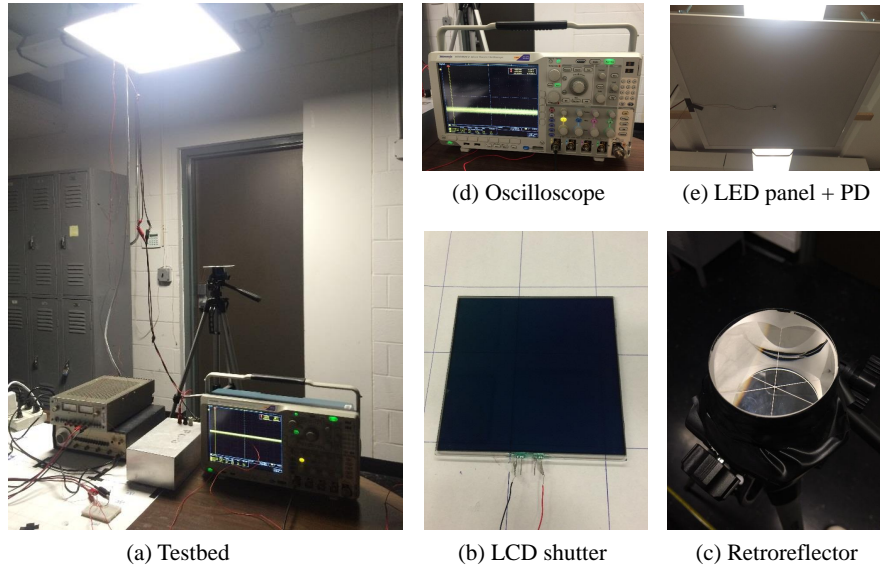 (d) Oscilloscope
(e) LED panel + PD
(a) Testbed
(b) LCD shutter
(c) Retroreflector